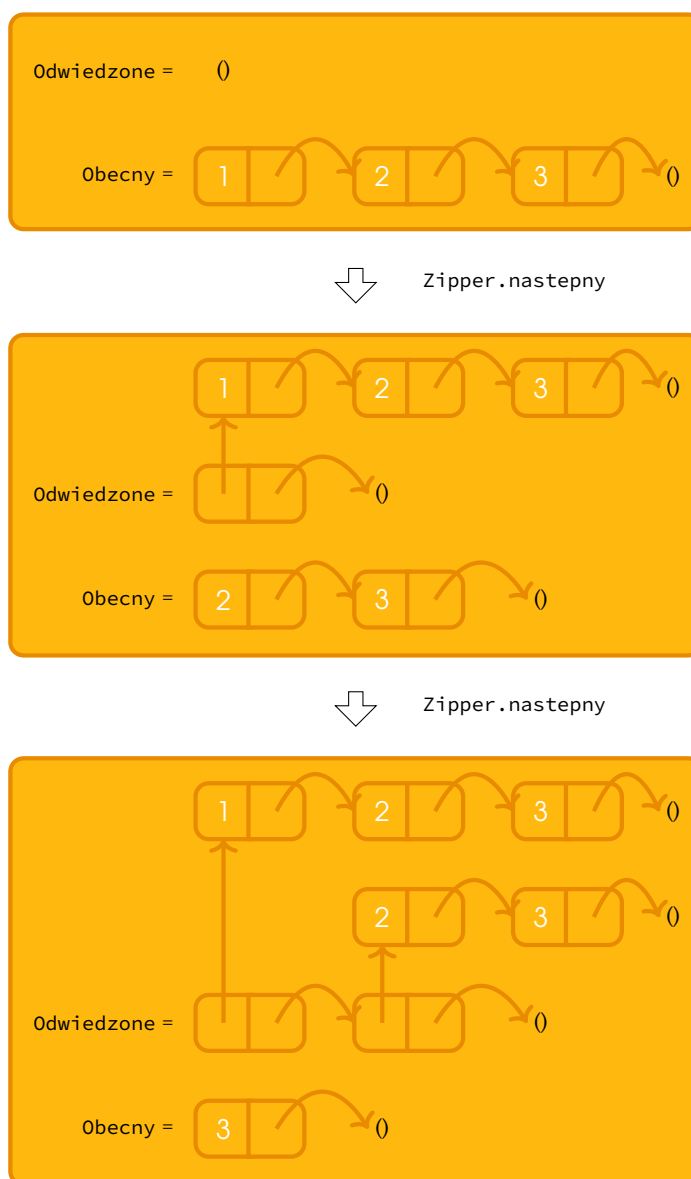 Odwiedzone = ()
Obecny = 1 2 3 ()
Zipper.nastepny
1 2 3 ()
Odwiedzone = ()
Obecny = 2 3 ()
Zipper.nastepny
1 2 3 ()
2 3 ()
Odwiedzone = ()
Obecny = 3 ()